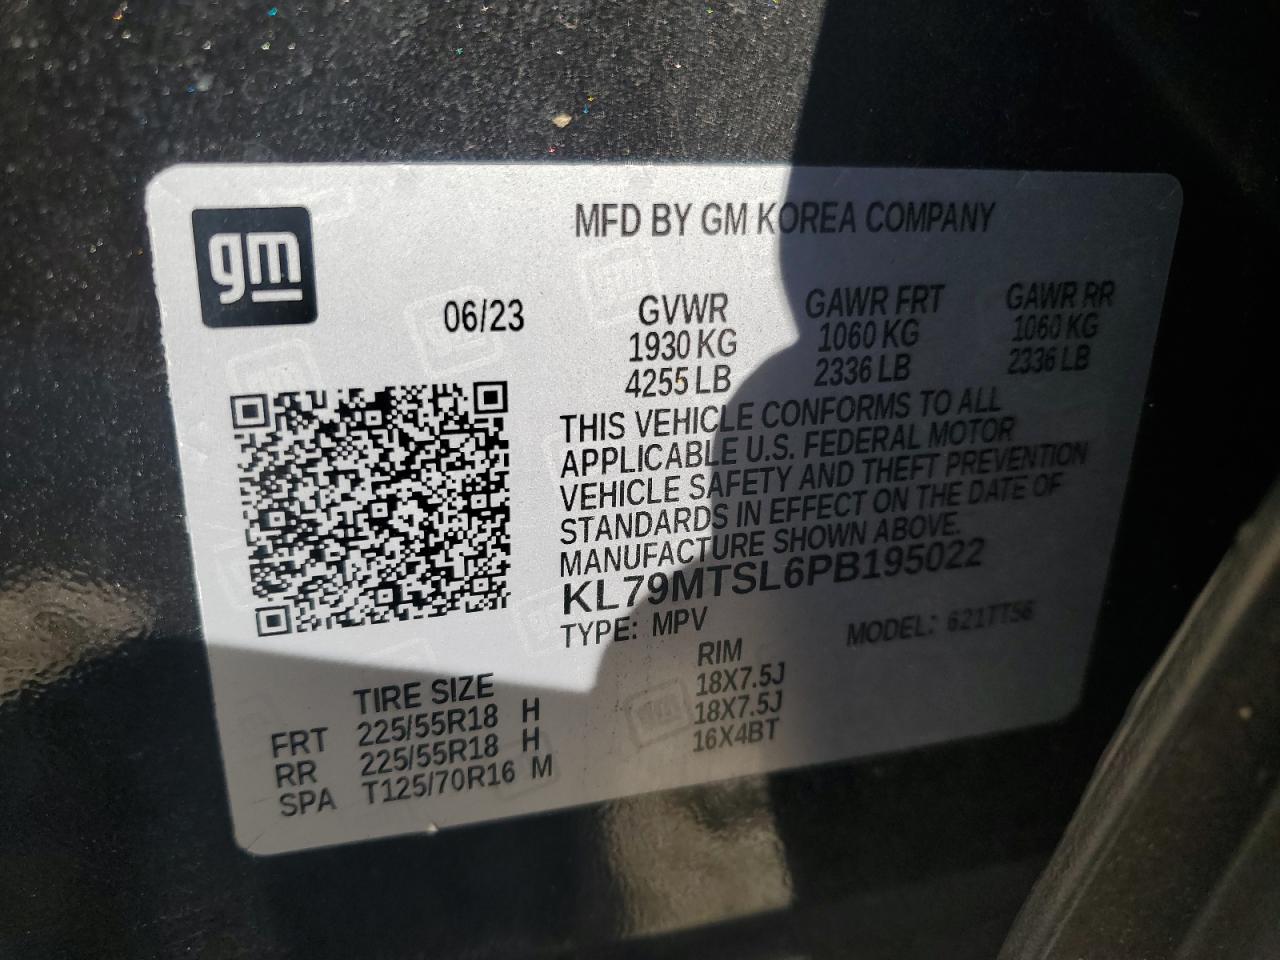 gm
MFD BY GM KOREA COMPANY
06/23
GVWR GAWR FRT GAWR RR
1930 KG 1060 KG 1060 KG
4255 LB 2336 LB 2336 LB
THIS VEHICLE CONFORMS TO ALL
APPLICABLE U.S. FEDERAL MOTOR
VEHICLE SAFETY AND THEFT PREVENTION
STANDARDS IN EFFECT ON THE DATE OF
MANUFACTURE SHOWN ABOVE.
KL79MTSL6PB195022
TYPE: MPV MODEL: 621TT56
TIRE SIZE RIM
FRT 225/55R18 H 18X7.5J
RR 225/55R18 H 18X7.5J
SPA T125/70R16 M 16X4BT